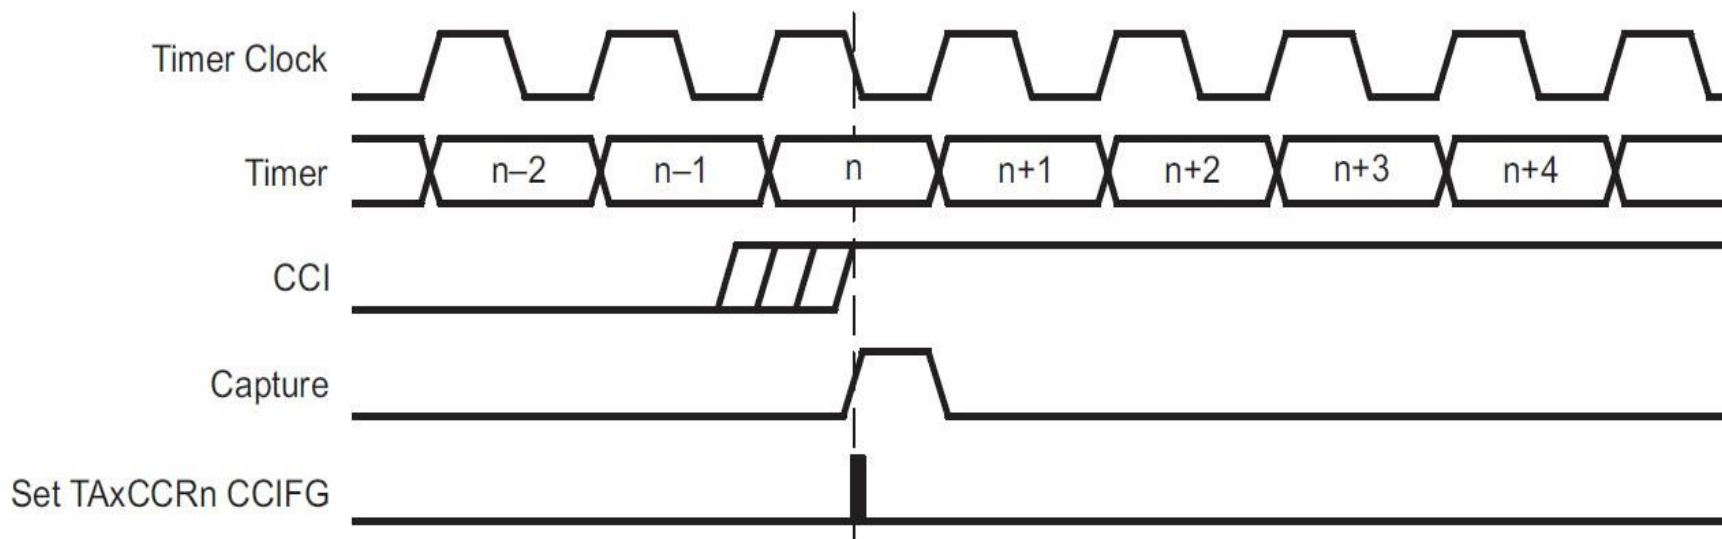 Timer Clock
Timer n–2 n–1 n n+1 n+2 n+3 n+4
CCI
Capture
Set TAxCCRn CCIFG